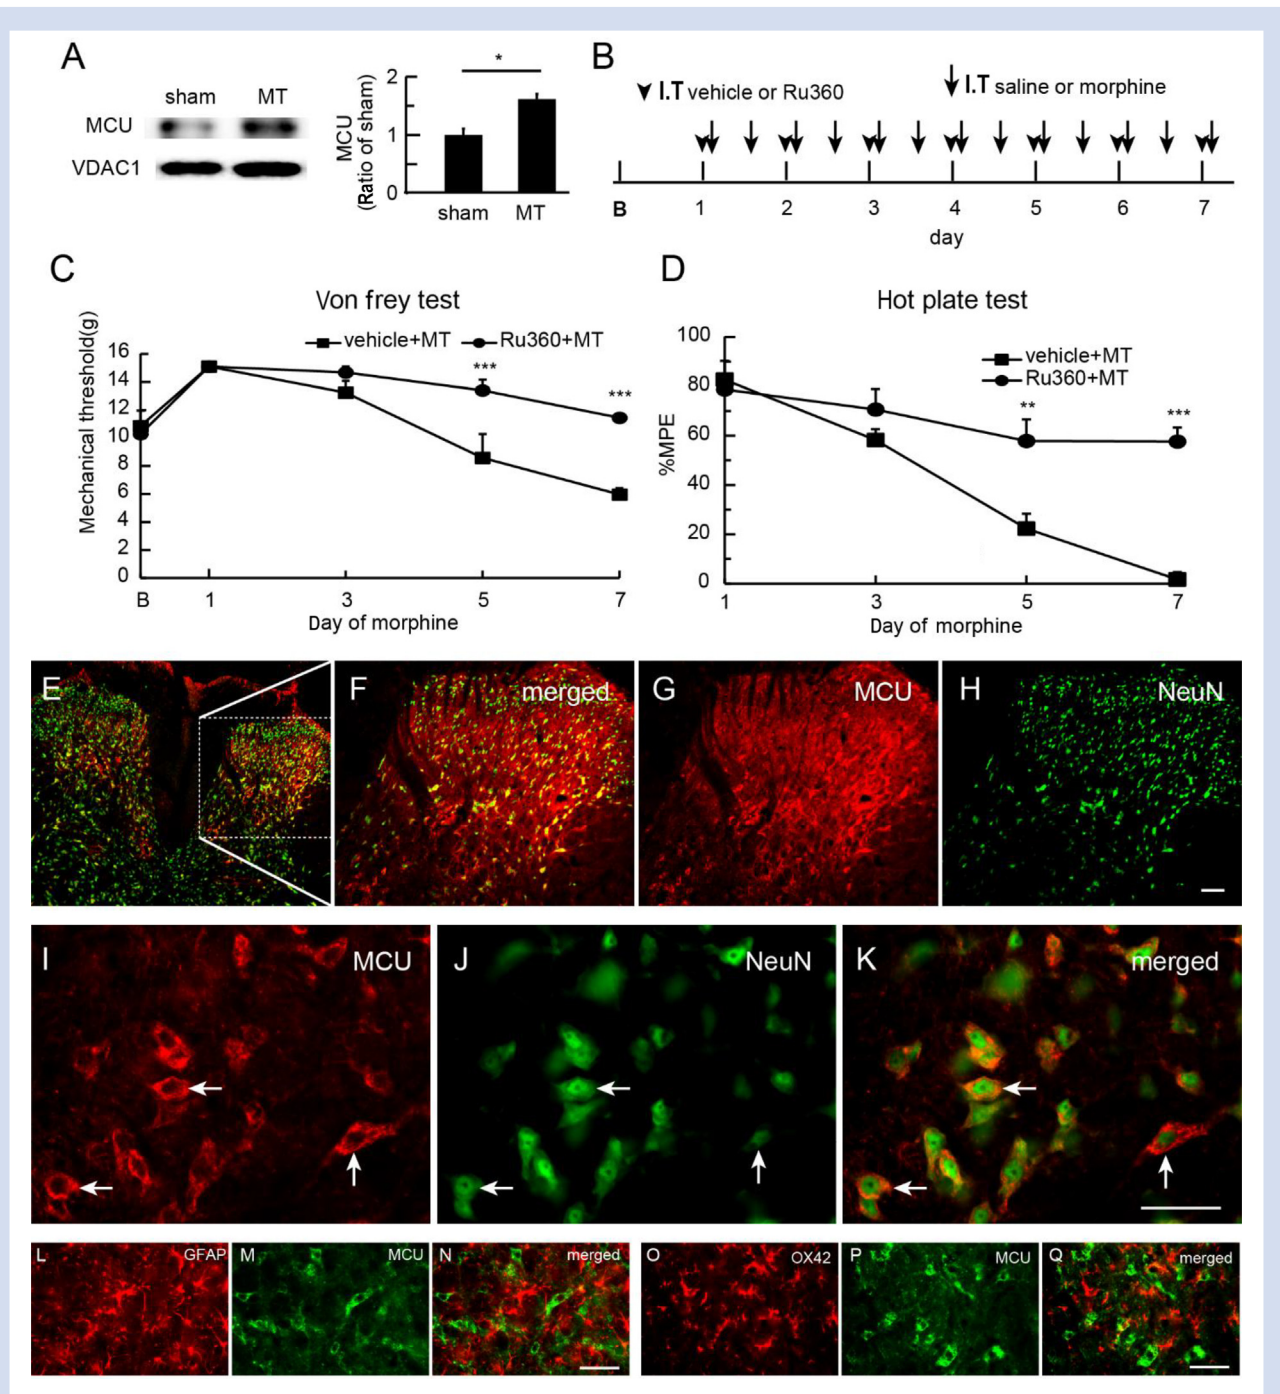 A
sham MT
MCU
VDAC1
MCU
(Ratio of sham)
2
1
0
*
sham MT
B
I.T vehicle or Ru360
I.T saline or morphine
B 1 2 3 4 5 6 7
day
C
Von frey test
vehicle+MT Ru360+MT
Mechanical threshold(g)
16
14
12
10
8
6
4
2
0
***
***
B 1 3 5 7
Day of morphine
D
Hot plate test
vehicle+MT
Ru360+MT
%MPE
100
80
60
40
20
0
**
***
1 3 5 7
Day of morphine
E
F merged
G MCU
H NeuN
I MCU
J NeuN
K merged
L GFAP
M MCU
N merged
O OX42
P MCU
Q merged